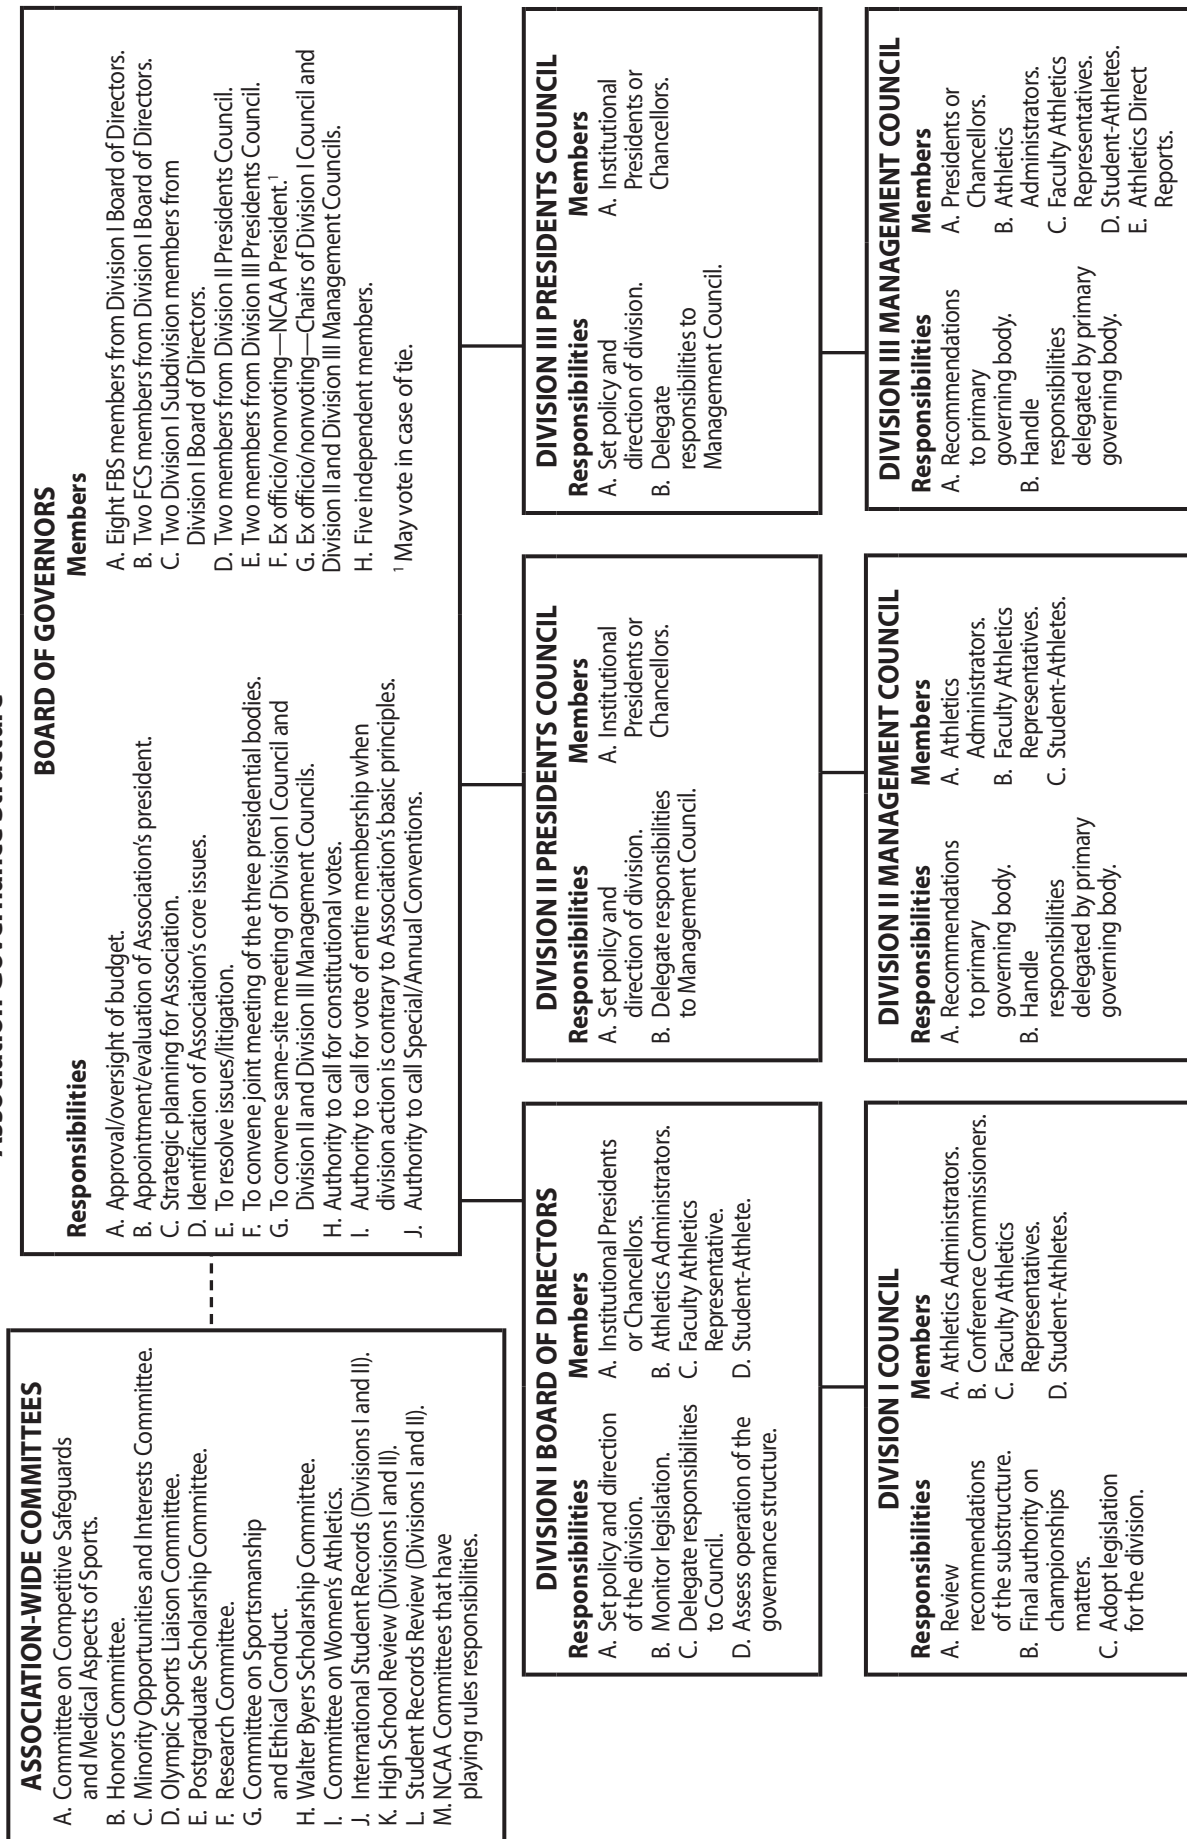 ASSOCIATION-WIDE COMMITTEES
A. Committee on Competitive Safeguards
and Medical Aspects of Sports.
B. Honors Committee.
C. Minority Opportunities and Interests Committee.
D. Olympic Sports Liaison Committee.
E. Postgraduate Scholarship Committee.
F. Research Committee.
G. Committee on Sportsmanship
and Ethical Conduct.
H. Walter Byers Scholarship Committee.
I. Committee on Women's Athletics.
J. International Student Records (Divisions I and II).
K. High School Review (Divisions I and II).
L. Student Records Review (Divisions I and II).
M. NCAA Committees that have
playing rules responsibilities.
BOARD OF GOVERNORS
Responsibilities
A. Approval/oversight of budget.
B. Appointment/evaluation of Association's president.
C. Strategic planning for Association.
D. Identification of Association's core issues.
E. To resolve issues/litigation.
F. To convene joint meeting of the three presidential bodies.
G. To convene same-site meeting of Division I Council and
Division II and Division III Management Councils.
H. Authority to call for constitutional votes.
I. Authority to call for vote of entire membership when
division action is contrary to Association's basic principles.
J. Authority to call Special/Annual Conventions.
Members
A. Eight FBS members from Division I Board of Directors.
B. Two FCS members from Division I Board of Directors.
C. Two Division I Subdivision members from
Division I Board of Directors.
D. Two members from Division II Presidents Council.
E. Two members from Division III Presidents Council.
F. Ex officio/nonvoting—NCAA President.¹
G. Ex officio/nonvoting—Chairs of Division I Council and
Division II and Division III Management Councils.
H. Five independent members.
¹ May vote in case of tie.
DIVISION I BOARD OF DIRECTORS
Responsibilities
A. Set policy and direction
of the division.
B. Monitor legislation.
C. Delegate responsibilities
to Council.
D. Assess operation of the
governance structure.
Members
A. Institutional Presidents
or Chancellors.
B. Athletics Administrators.
C. Faculty Athletics
Representative.
D. Student-Athlete.
DIVISION II PRESIDENTS COUNCIL
Responsibilities
A. Set policy and
direction of division.
B. Delegate responsibilities
to Management Council.
Members
A. Institutional
Presidents or
Chancellors.
DIVISION III PRESIDENTS COUNCIL
Responsibilities
A. Set policy and
direction of division.
B. Delegate
responsibilities to
Management Council.
Members
A. Institutional
Presidents or
Chancellors.
DIVISION I COUNCIL
Responsibilities
A. Review
recommendations
of the substructure.
B. Final authority on
championships
matters.
C. Adopt legislation
for the division.
Members
A. Athletics Administrators.
B. Conference Commissioners.
C. Faculty Athletics
Representatives.
D. Student-Athletes.
DIVISION II MANAGEMENT COUNCIL
Responsibilities
A. Recommendations
to primary
governing body.
B. Handle
responsibilities
delegated by primary
governing body.
Members
A. Athletics
Administrators.
B. Faculty Athletics
Representatives.
C. Student-Athletes.
DIVISION III MANAGEMENT COUNCIL
Responsibilities
A. Recommendations
to primary
governing body.
B. Handle
responsibilities
delegated by primary
governing body.
Members
A. Presidents or
Chancellors.
B. Athletics
Administrators.
C. Faculty Athletics
Representatives.
D. Student-Athletes.
E. Athletics Direct
Reports.